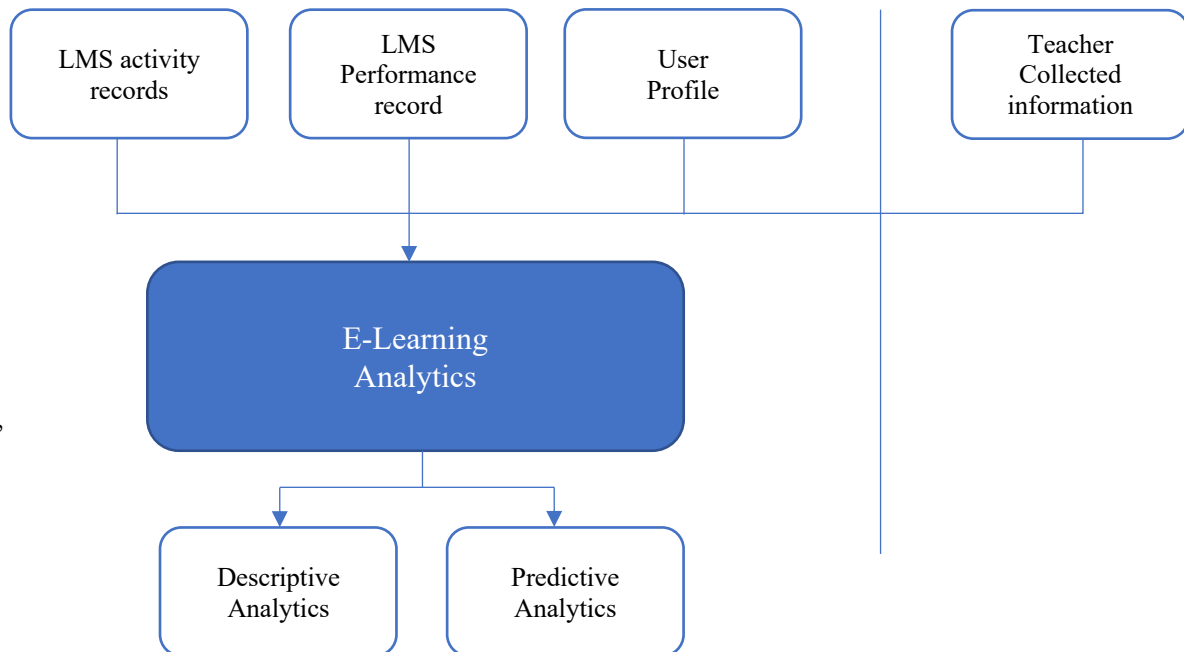 LMS activity
records
LMS
Performance
record
User
Profile
Teacher
Collected
information
E-Learning
Analytics
,
Descriptive
Analytics
Predictive
Analytics